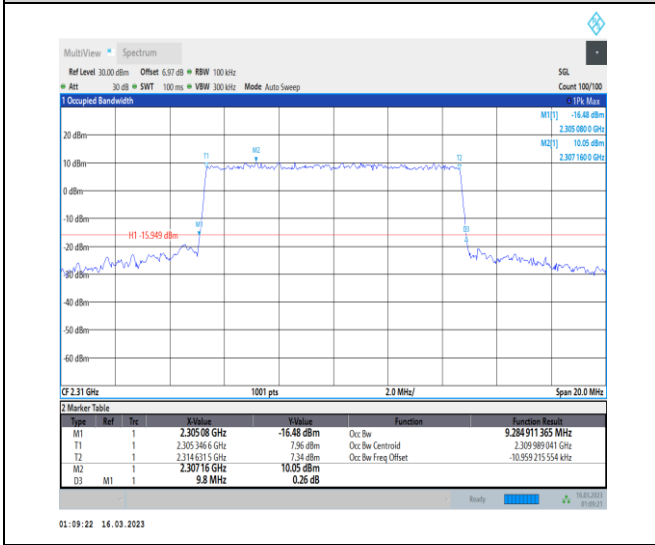 MultiView Spectrum
Ref Level 30.00 dBm Offset 6.97 dB RBW 100 kHz SGL
Att 30 dB SWT 100 ms VBW 300 kHz Mode Auto Sweep Count 100/100
1 Occupied Bandwidth 1Pk Max
M1[1] -16.48 dBm
2.305 080 0 GHz
20 dBm
M2[1] 10.05 dBm
2.307 160 0 GHz
T1 M2 T2
10 dBm
0 dBm
-10 dBm
M1
D3
H1 -15.949 dBm
-20 dBm
-30 dBm
-40 dBm
-50 dBm
-60 dBm
CF 2.31 GHz 1001 pts 2.0 MHz/ Span 20.0 MHz
2 Marker Table
Type Ref Trc X-Value Y-Value Function Function Result
M1 1 2.305 08 GHz -16.48 dBm Occ Bw 9.284 911 365 MHz
T1 1 2.305 346 6 GHz 7.96 dBm Occ Bw Centroid 2.309 989 041 GHz
T2 1 2.314 631 5 GHz 7.34 dBm Occ Bw Freq Offset -10.959 215 554 kHz
M2 1 2.307 16 GHz 10.05 dBm
D3 M1 1 9.8 MHz 0.26 dB
Ready 16.03.2023
01:09:21
01:09:22 16.03.2023